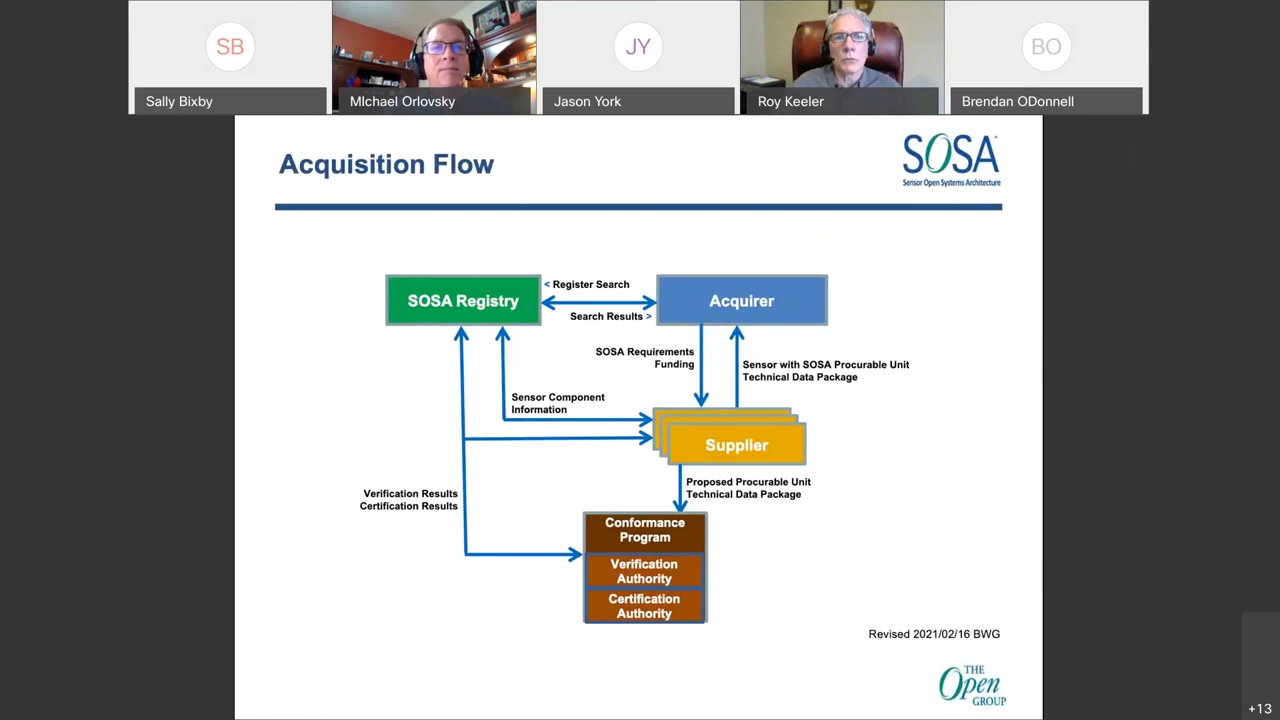 SB
JY
BO
Sally Bixby
MIchael Orlovsky
Jason York
Roy Keeler
Brendan ODonnell
Acquisition Flow
SOSA
Sensor Open Systems Architecture
< Register Search
SOSA Registry
Acquirer
Search Results >
SOSA Requirements
Funding
Sensor with SOSA Procurable Unit
Technical Data Package
Sensor Component
Information
Supplier
Verification Results
Certification Results
Proposed Procurable Unit
Technical Data Package
Conformance
Program
Verification
Authority
Certification
Authority
Revised 2021/02/16 BWG
THE
Open
GROUP
+13